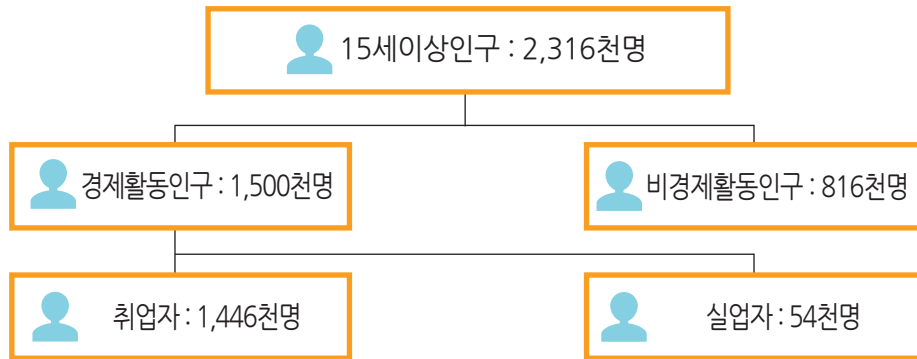 15세이상인구 : 2,316천명
경제활동인구 : 1,500천명
비경제활동인구 : 816천명
취업자 : 1,446천명
실업자 : 54천명